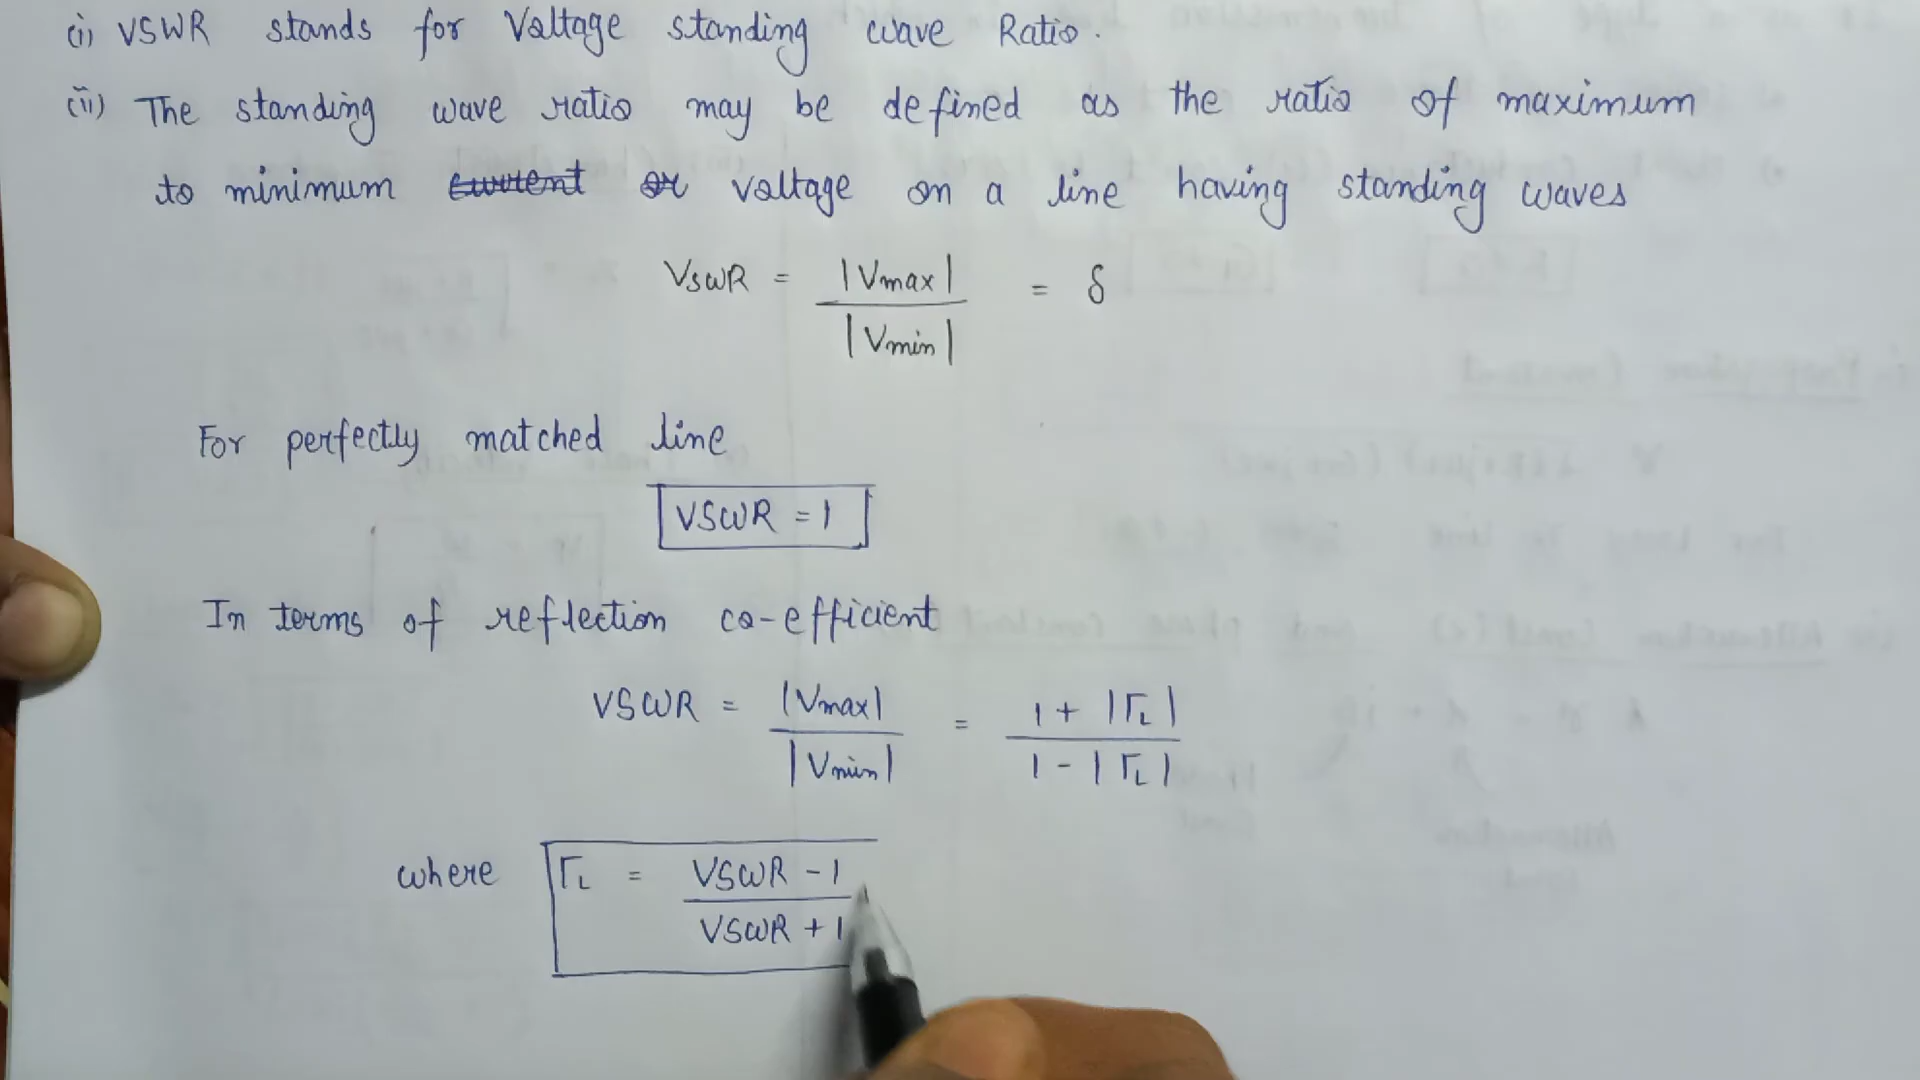 (i) VSWR stands for Voltage standing wave Ratio.
(ii) The standing wave ratio may be defined as the ratio of maximum
to minimum current or voltage on a line having standing waves
VSWR = |Vmax| / |Vmin| = δ
For perfectly matched line
VSWR = 1
In terms of reflection co-efficient
VSWR = |Vmax| / |Vmin| = 1 + |ΓL| / 1 - |ΓL|
where ΓL = VSWR - 1 / VSWR + 1